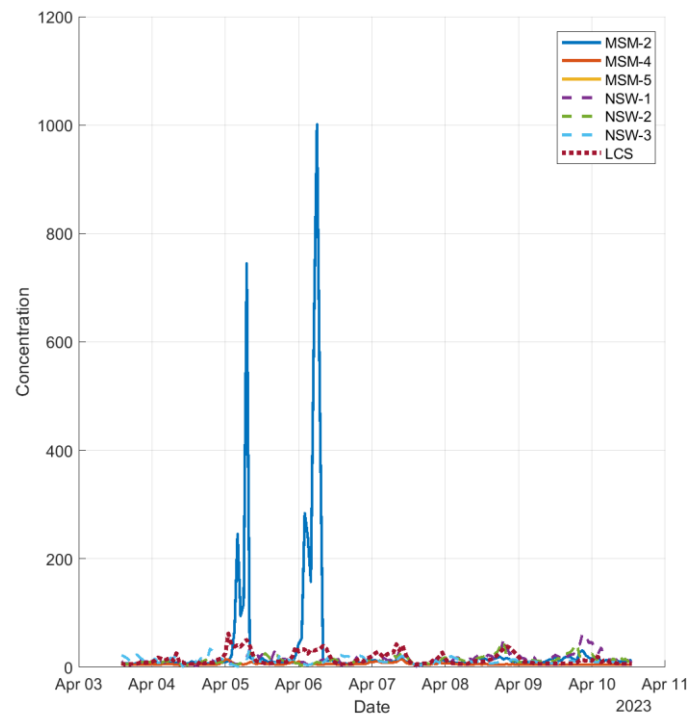 1200
1000
800
600
400
200
0
Concentration
MSM-2
MSM-4
MSM-5
NSW-1
NSW-2
NSW-3
LCS
Apr 03 Apr 04 Apr 05 Apr 06 Apr 07 Apr 08 Apr 09 Apr 10 Apr 11
Date
2023